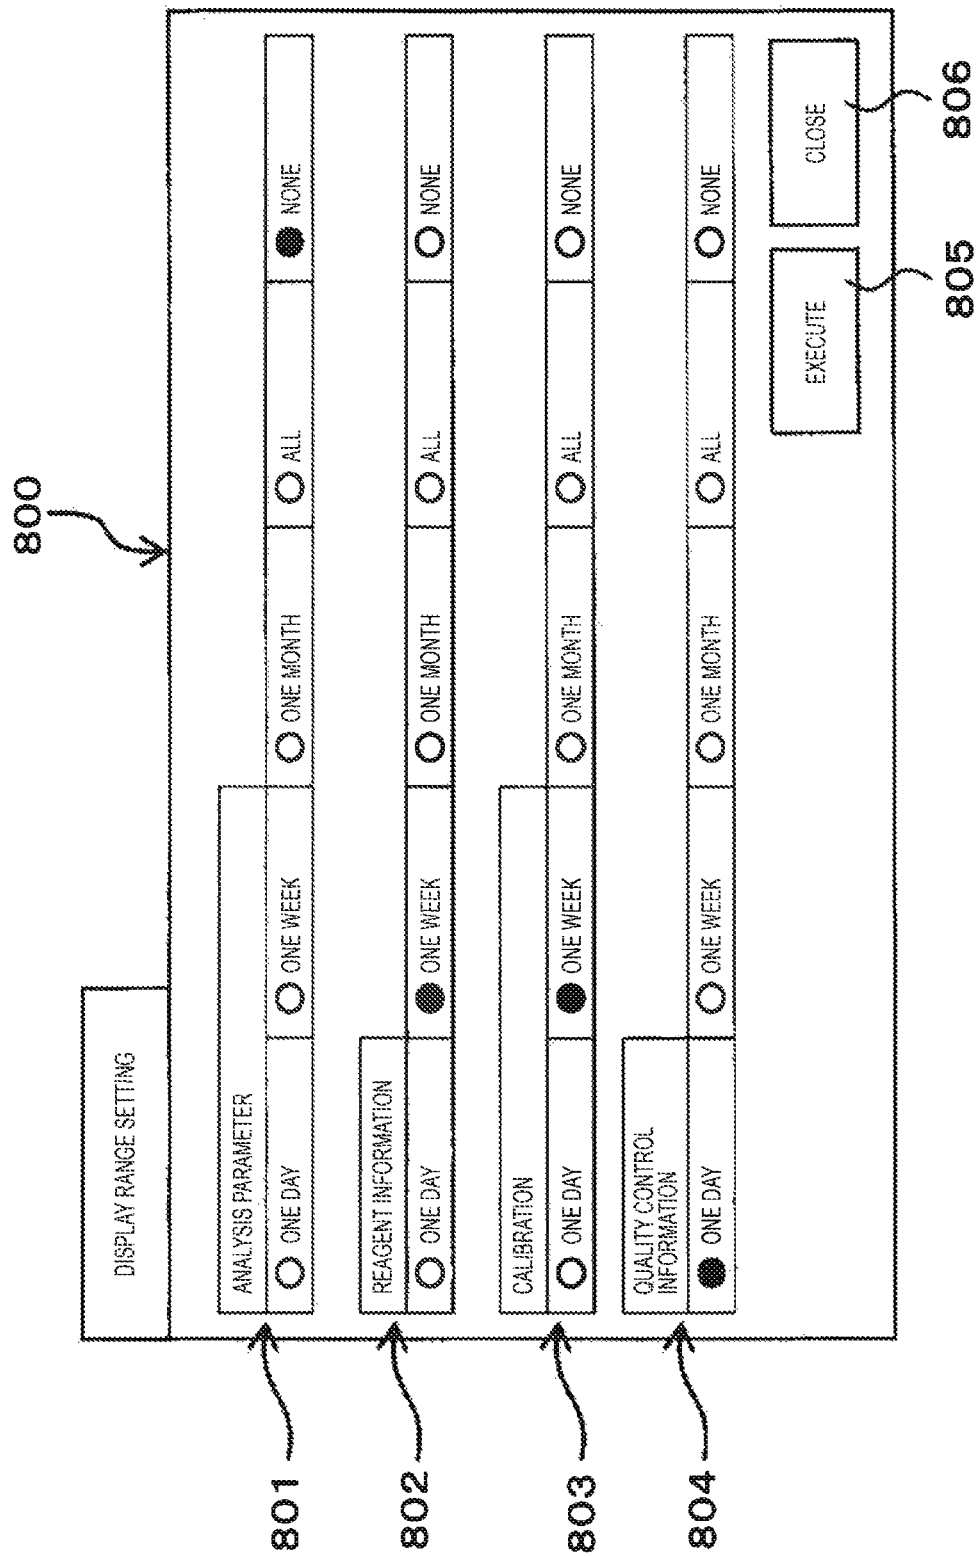 800
DISPLAY RANGE SETTING
801
ANALYSIS PARAMETER
ONE DAY
ONE WEEK
ONE MONTH
ALL
NONE
802
REAGENT INFORMATION
ONE DAY
ONE WEEK
ONE MONTH
ALL
NONE
803
CALIBRATION
ONE DAY
ONE WEEK
ONE MONTH
ALL
NONE
804
QUALITY CONTROL
INFORMATION
ONE DAY
ONE WEEK
ONE MONTH
ALL
NONE
EXECUTE
CLOSE
805
806